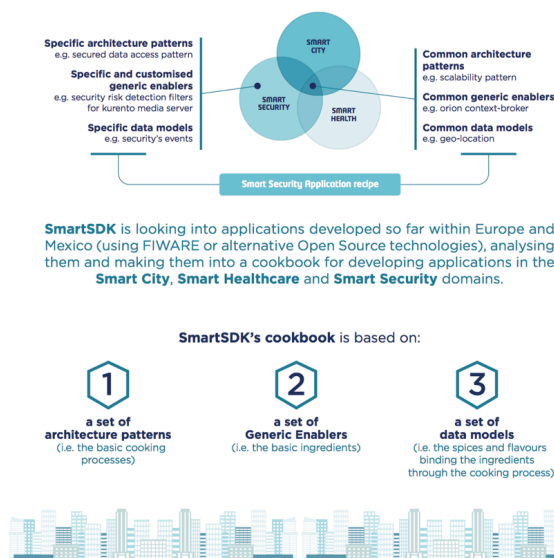 Specific architecture patterns
e.g. secured data access pattern
Specific and customised
generic enablers
e.g. security risk detection filters
for kurento media server
Specific data models
e.g. security's events
SMART
CITY
SMART
SECURITY
SMART
HEALTH
Common architecture
patterns
e.g. scalability pattern
Common generic enablers
e.g. orion context-broker
Common data models
e.g. geo-location
Smart Security Application recipe
SmartSDK is looking into applications developed so far within Europe and
Mexico (using FIWARE or alternative Open Source technologies), analysing
them and making them into a cookbook for developing applications in the
Smart City, Smart Healthcare and Smart Security domains.
SmartSDK's cookbook is based on:
1
a set of
architecture patterns
(i.e. the basic cooking
processes)
2
a set of
Generic Enablers
(i.e. the basic ingredients)
3
a set of
data models
(i.e. the spices and flavours
binding the ingredients
through the cooking process)